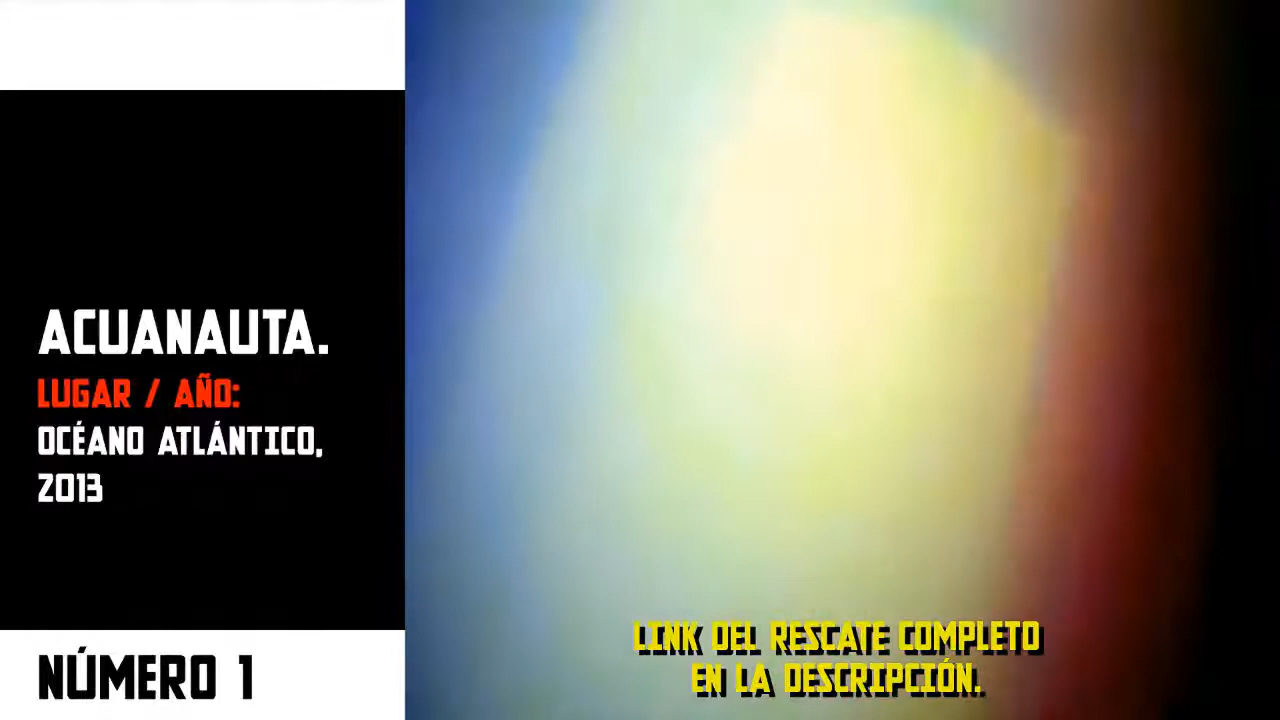 ACUANAUTA.
LUGAR / AÑO:
OCÉANO ATLÁNTICO,
2013
NÚMERO 1
LINK DEL RESCATE COMPLETO
EN LA DESCRIPCIÓN.